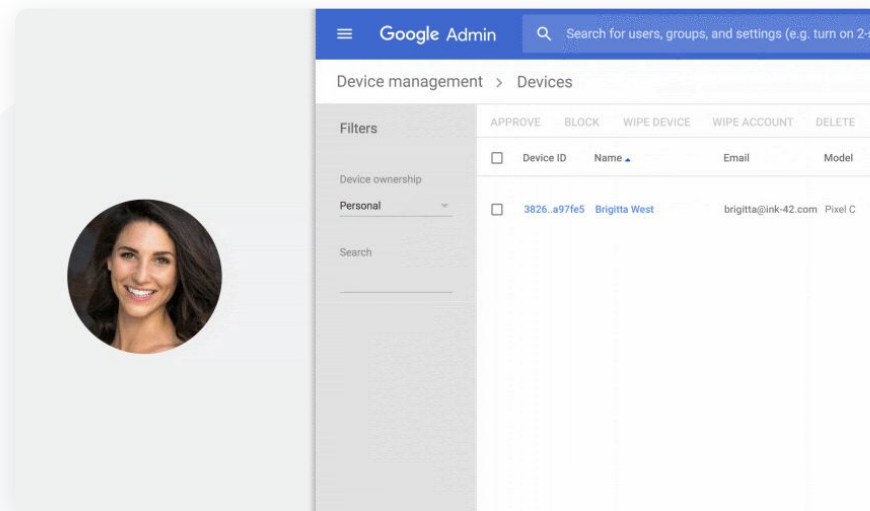 Google Admin
Search for users, groups, and settings (e.g. turn on 2-s
Device management > Devices
Filters
Device ownership
Personal
Search
APPROVE BLOCK WIPE DEVICE WIPE ACCOUNT DELETE
Device ID Name Email Model
3826..a97fe5 Brigitta West brigitta@ink-42.com Pixel C